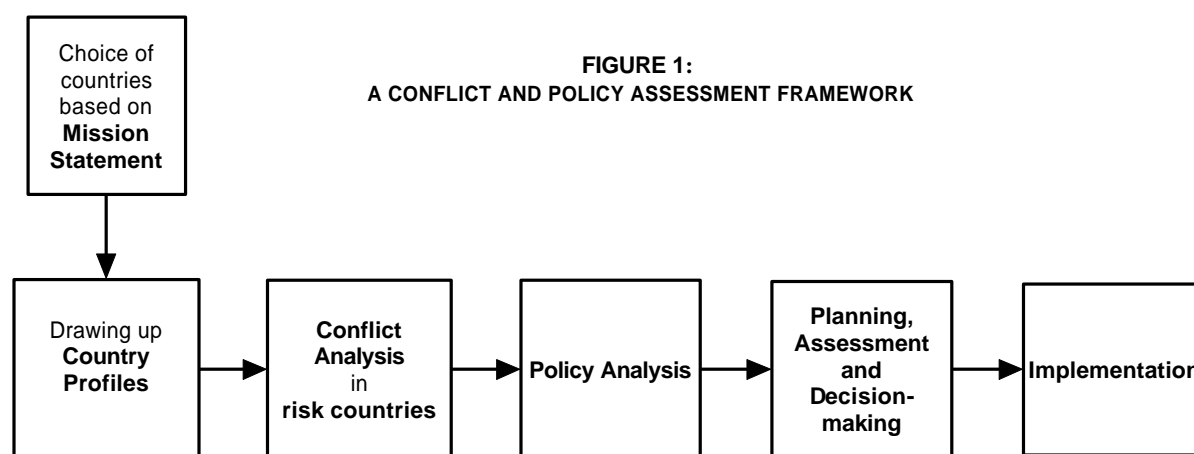 Choice of
countries
based on
Mission
Statement
FIGURE 1:
A CONFLICT AND POLICY ASSESSMENT FRAMEWORK
Drawing up
Country
Profiles
Conflict
Analysis
in
risk countries
Policy Analysis
Planning,
Assessment
and
Decision-
making
Implementation